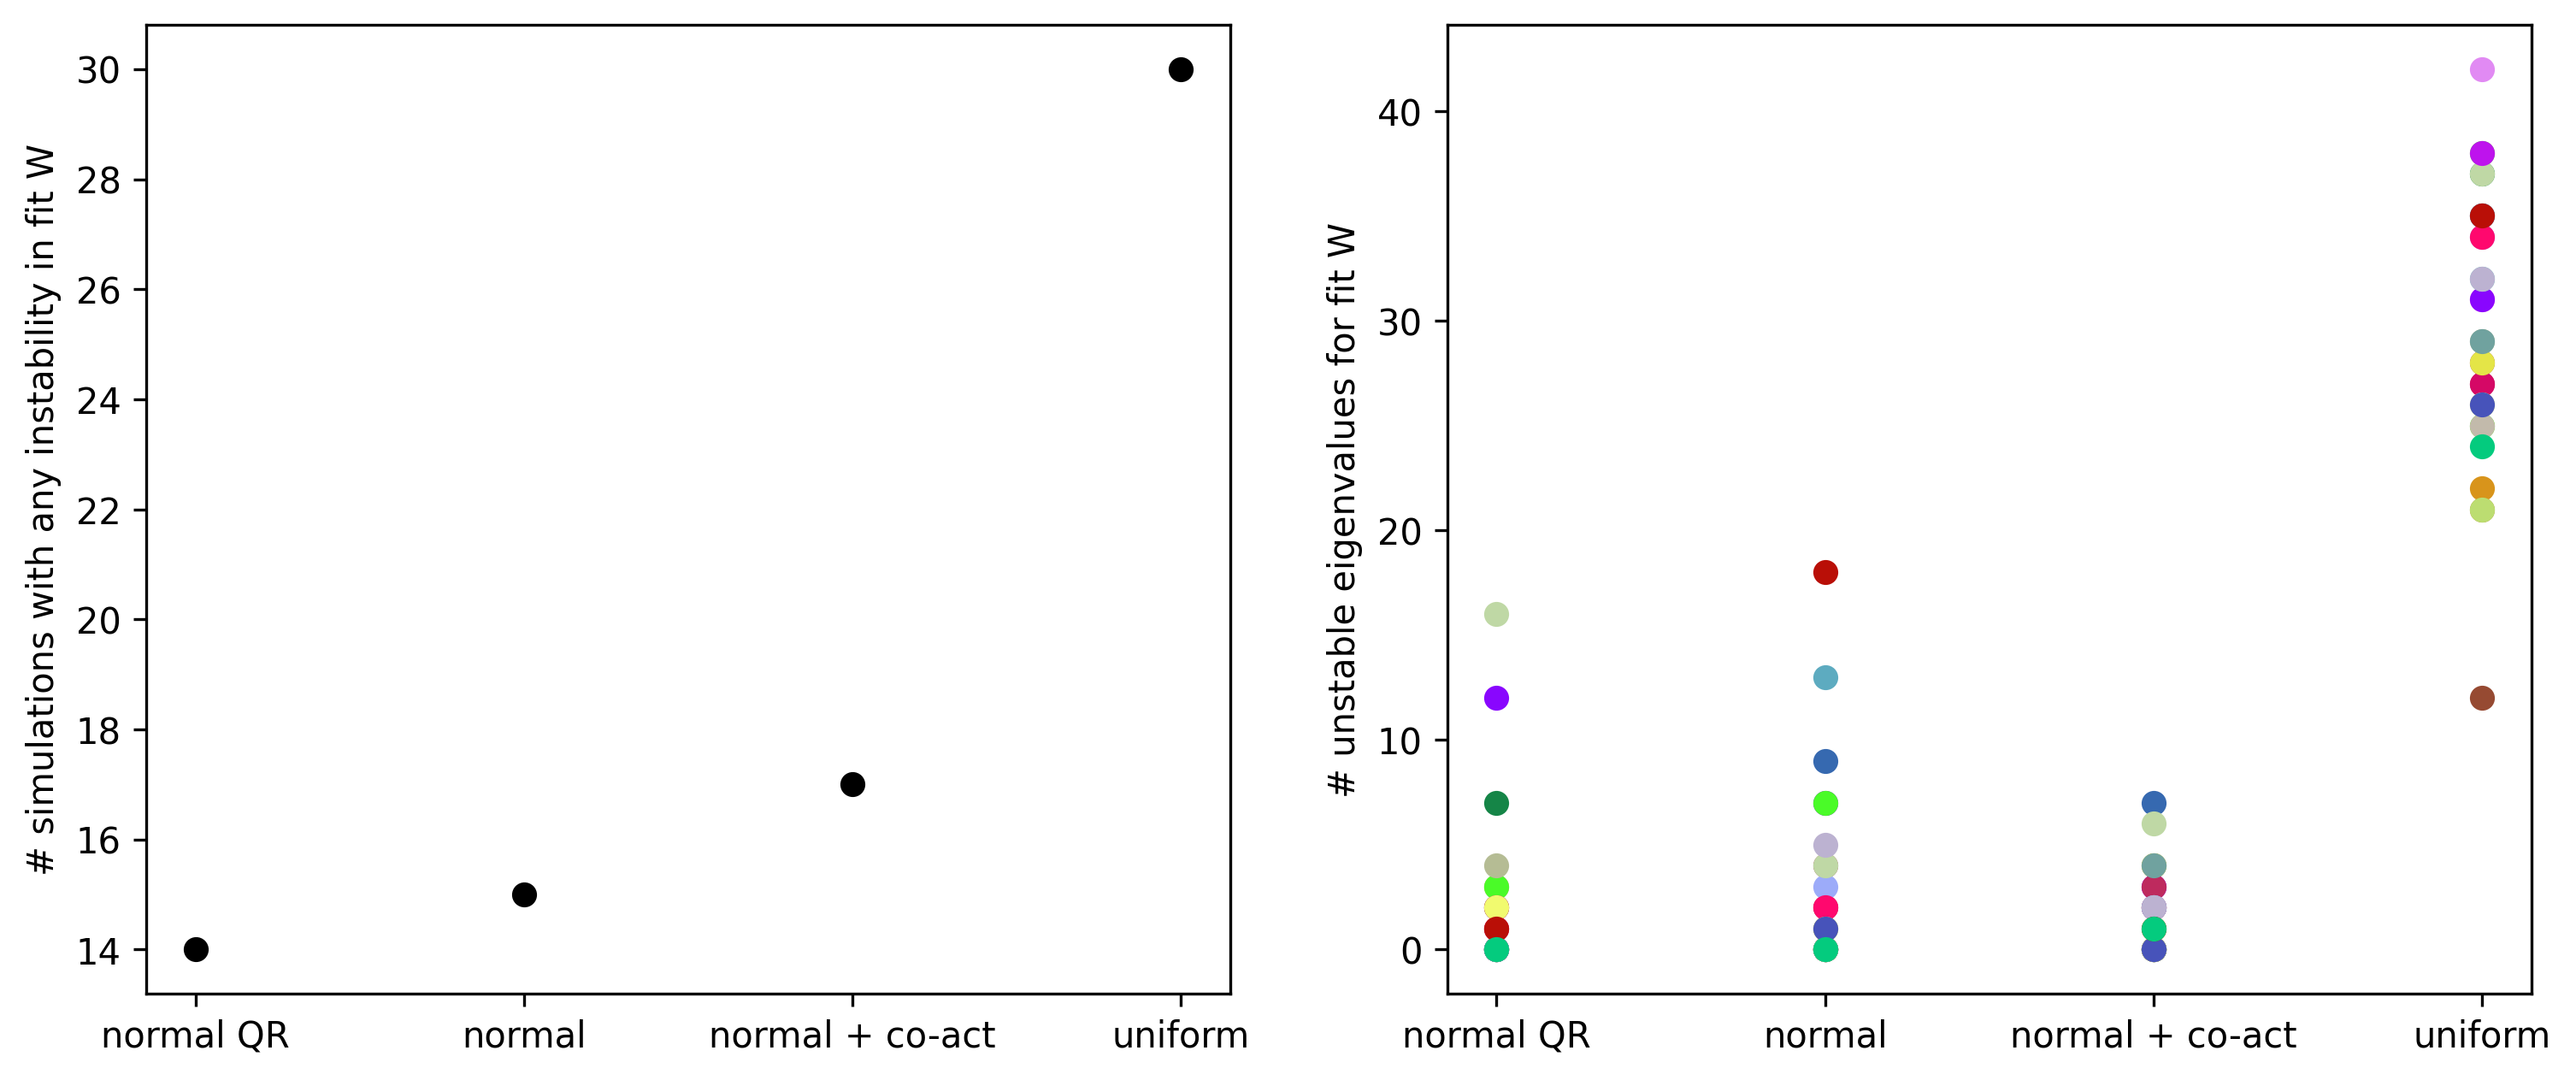 # simulations with any instability in fit W
30
28
26
24
22
20
18
16
14
normal QR
normal
normal + co-act
uniform
# unstable eigenvalues for fit W
40
30
20
10
0
normal QR
normal
normal + co-act
uniform